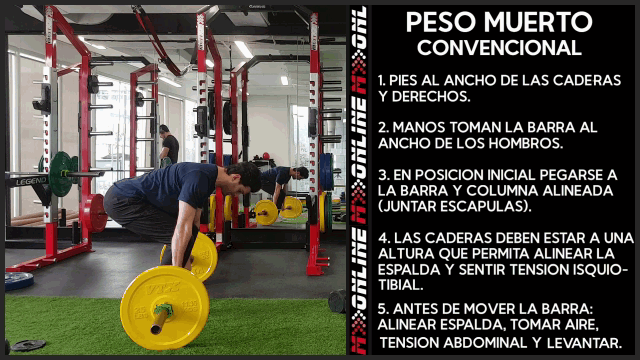 PESO MUERTO
CONVENCIONAL
1. PIES AL ANCHO DE LAS CADERAS
Y DERECHOS.
2. MANOS TOMAN LA BARRA AL
ANCHO DE LOS HOMBROS.
3. EN POSICION INICIAL PEGARSE A
LA BARRA Y COLUMNA ALINEADA
(JUNTAR ESCAPULAS).
4. LAS CADERAS DEBEN ESTAR A UNA
ALTURA QUE PERMITA ALINEAR LA
ESPALDA Y SENTIR TENSION ISQUIO-
TIBIAL.
5. ANTES DE MOVER LA BARRA:
ALINEAR ESPALDA, TOMAR AIRE,
TENSION ABDOMINAL Y LEVANTAR.
LEGEND
ONLINE
ONLINE